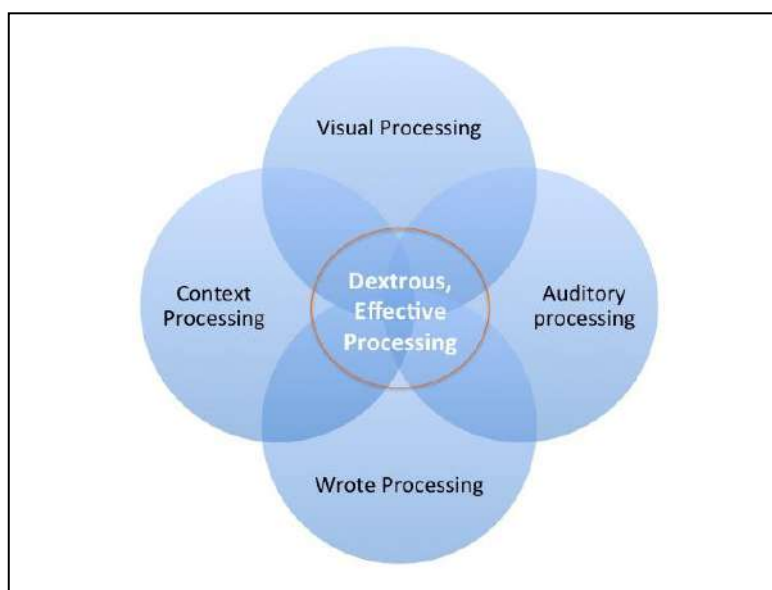 Visual Processing
Context
Processing
Dextrous,
Effective
Processing
Auditory
processing
Wrote Processing